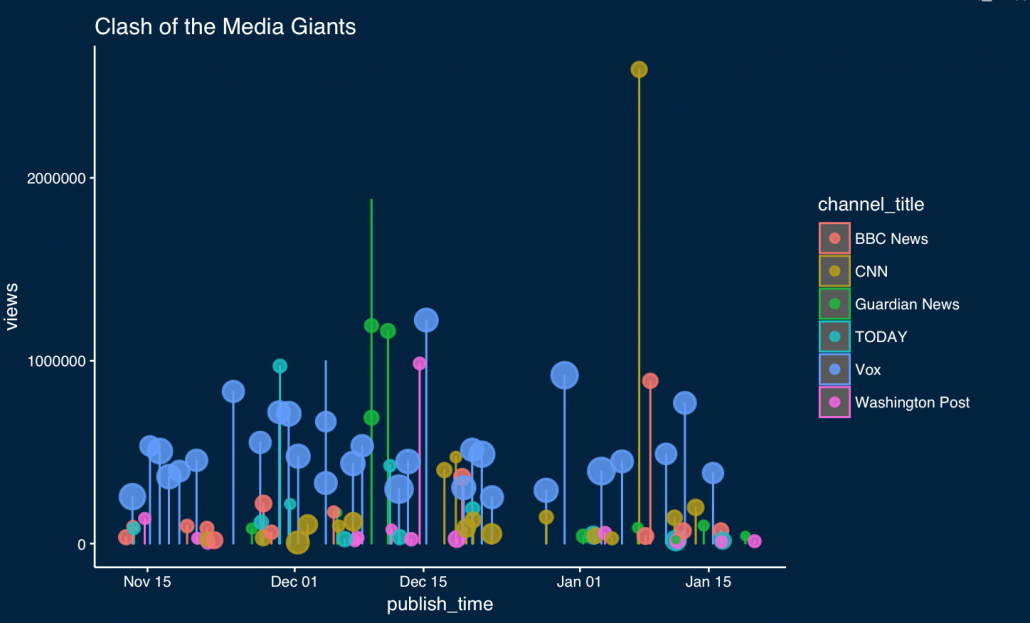 Clash of the Media Giants
2000000
1000000
0
views
Nov 15
Dec 01
Dec 15
Jan 01
Jan 15
publish_time
channel_title
BBC News
CNN
Guardian News
TODAY
Vox
Washington Post